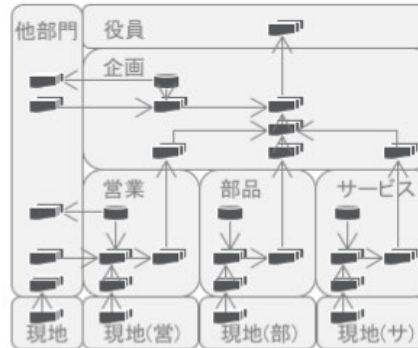 他部門 役員
企画
営業 部品 サービス
現地 現地(営) 現地(部) 現地(サ)